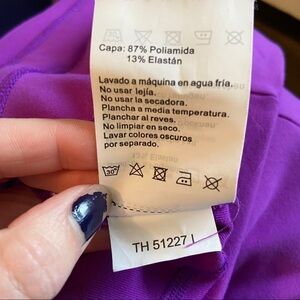 Capa: 87% Poliamida
13% Elastán
Lavado a máquina en agua fría.
No usar lejía.
No usar la secadora.
Plancha a media temperatura.
Planchar al reves.
No limpiar en seco.
Lavar colores oscuros
por separado.
30°
TH 51227 I